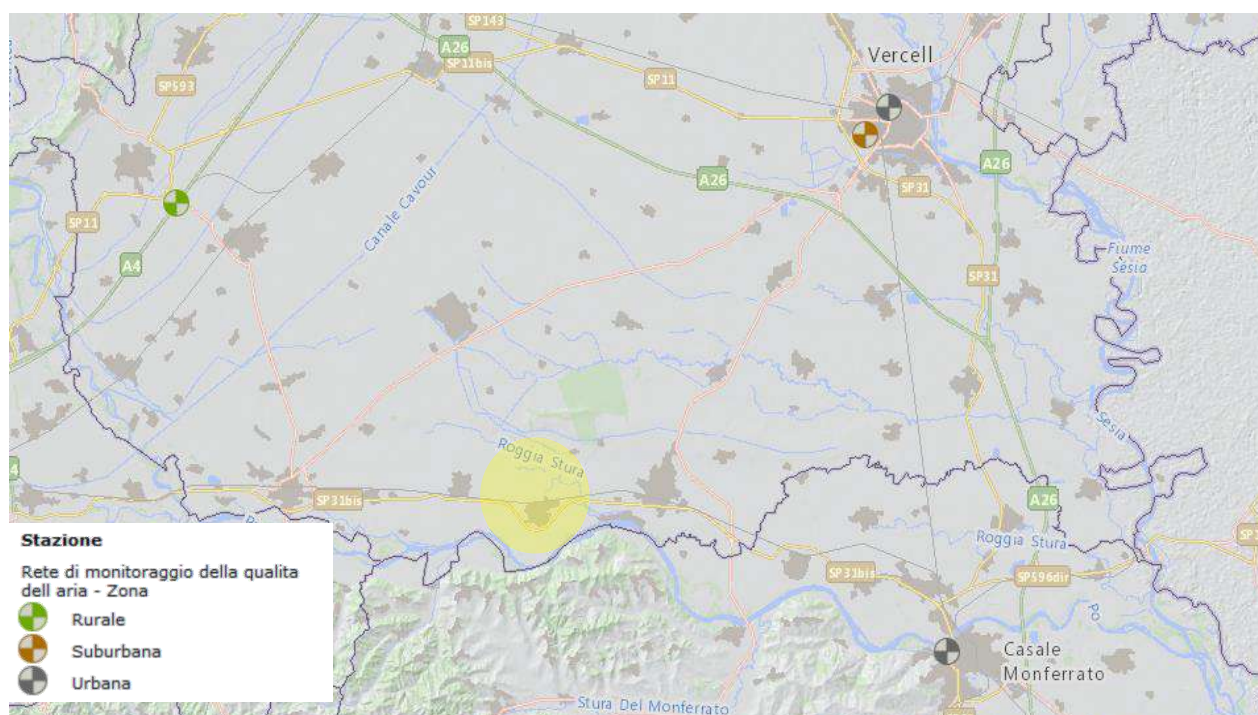 SP143
A26
SP11bis
Vercell
SP593
SP11
A26
A26
SP31
Canale Cavour
SP11
A4
Fiume
Sesia
SP31
Sesia
Roggia Stura
SP31bis
A26
Roggia Stura
SP31bis
SP596dir
Po
Casale
Monferrato
Stura Del Monferrato
Stazione
Rete di monitoraggio della qualita
dell aria - Zona
Rurale
Suburbana
Urbana